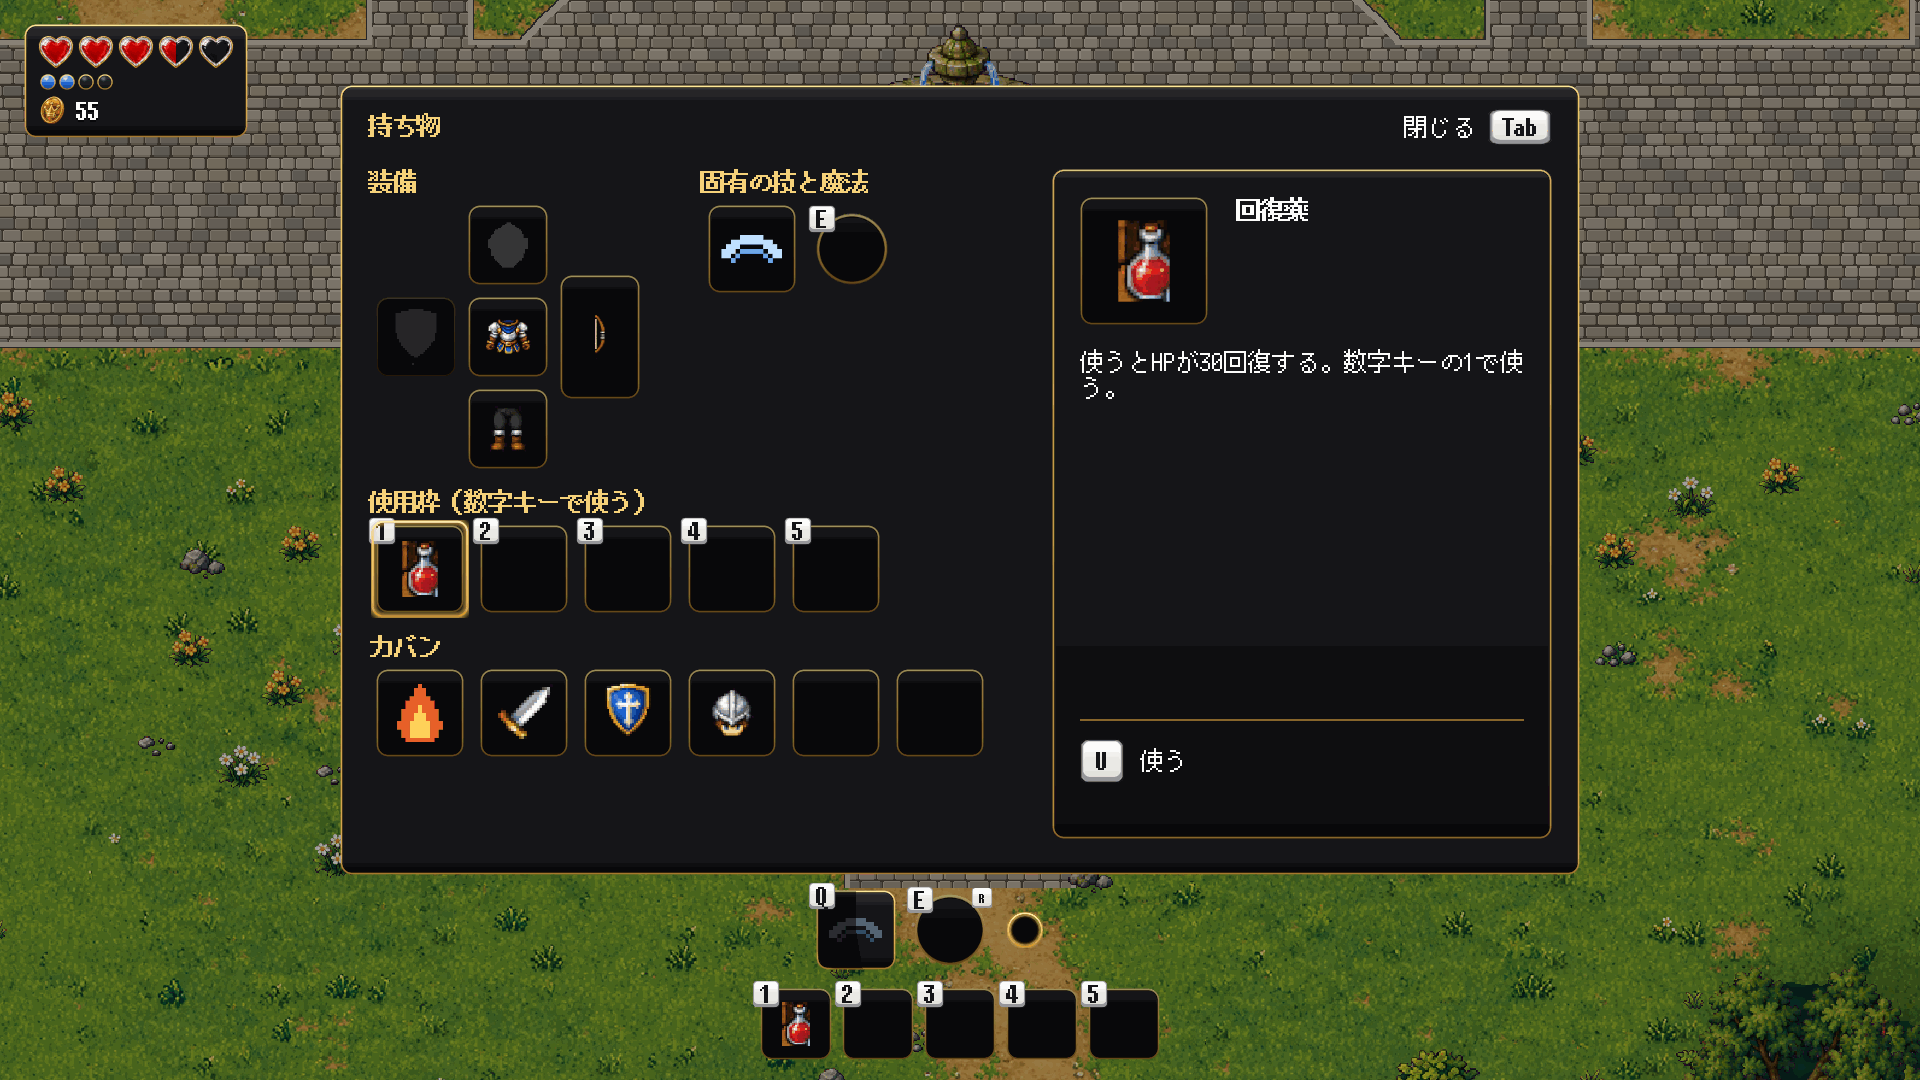 55
持ち物
閉じる Tab
装備
固有の技と魔法
E
回復薬
使うとHPが30回復する。数字キーの1で使
う。
使用枠（数字キーで使う）
1 2 3 4 5
カバン
U 使う
Q E R
1 2 3 4 5